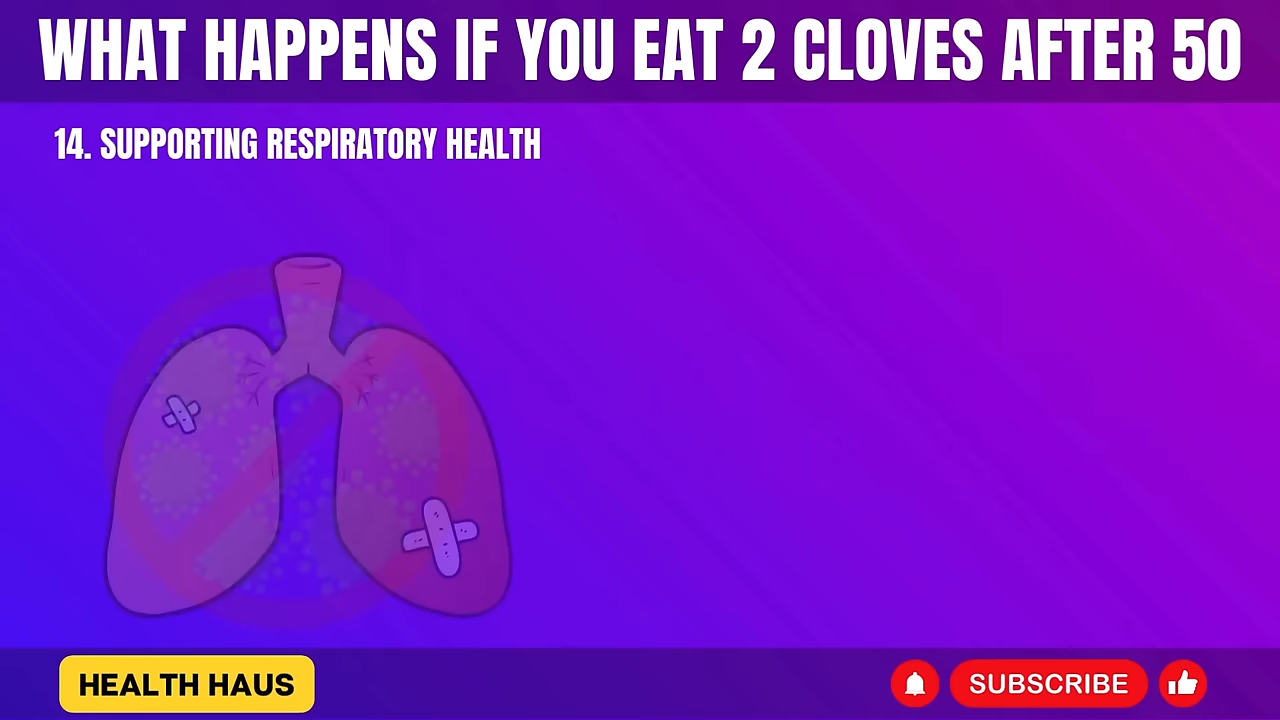 WHAT HAPPENS IF YOU EAT 2 CLOVES AFTER 50
14. SUPPORTING RESPIRATORY HEALTH
HEALTH HAUS
SUBSCRIBE